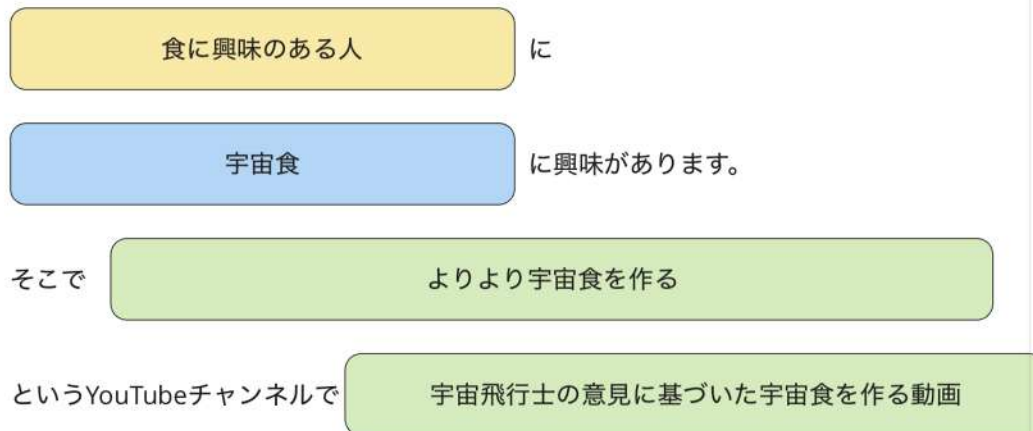 食に興味のある人 に
宇宙食 に興味があります。
そこで よりより宇宙食を作る
というYouTubeチャンネルで 宇宙飛行士の意見に基づいた宇宙食を作る動画